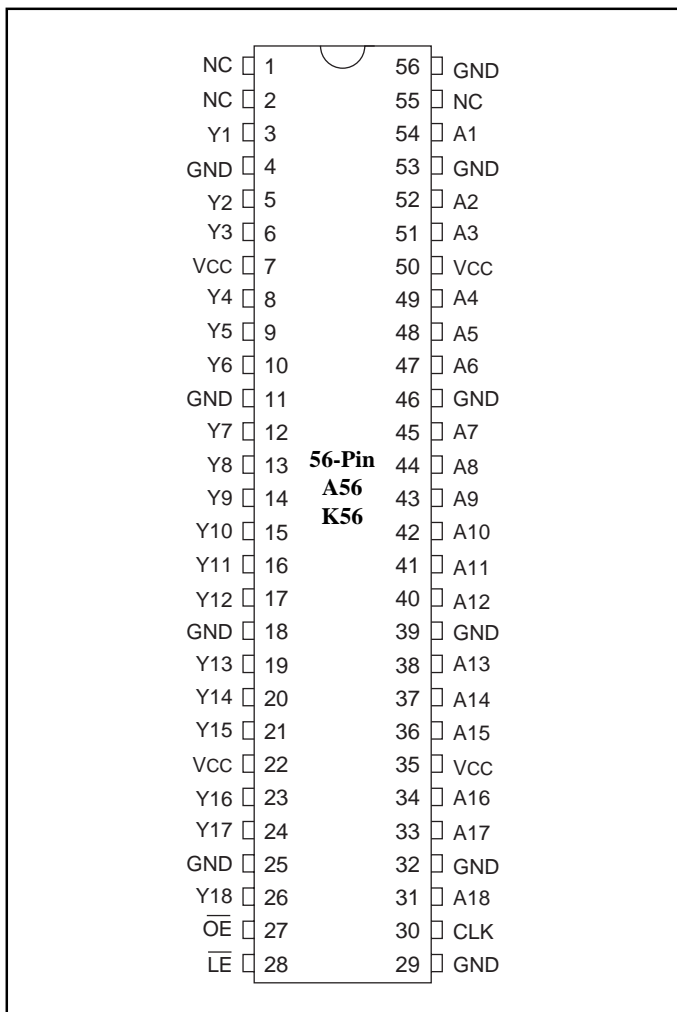 NC 1 56 GND
NC 2 55 NC
Y1 3 54 A1
GND 4 53 GND
Y2 5 52 A2
Y3 6 51 A3
VCC 7 50 VCC
Y4 8 49 A4
Y5 9 48 A5
Y6 10 47 A6
GND 11 46 GND
Y7 12 45 A7
Y8 13 56-Pin 44 A8
Y9 14 A56 43 A9
Y10 15 K56 42 A10
Y11 16 41 A11
Y12 17 40 A12
GND 18 39 GND
Y13 19 38 A13
Y14 20 37 A14
Y15 21 36 A15
VCC 22 35 VCC
Y16 23 34 A16
Y17 24 33 A17
GND 25 32 GND
Y18 26 31 A18
O̅E̅ 27 30 CLK
L̅E̅ 28 29 GND